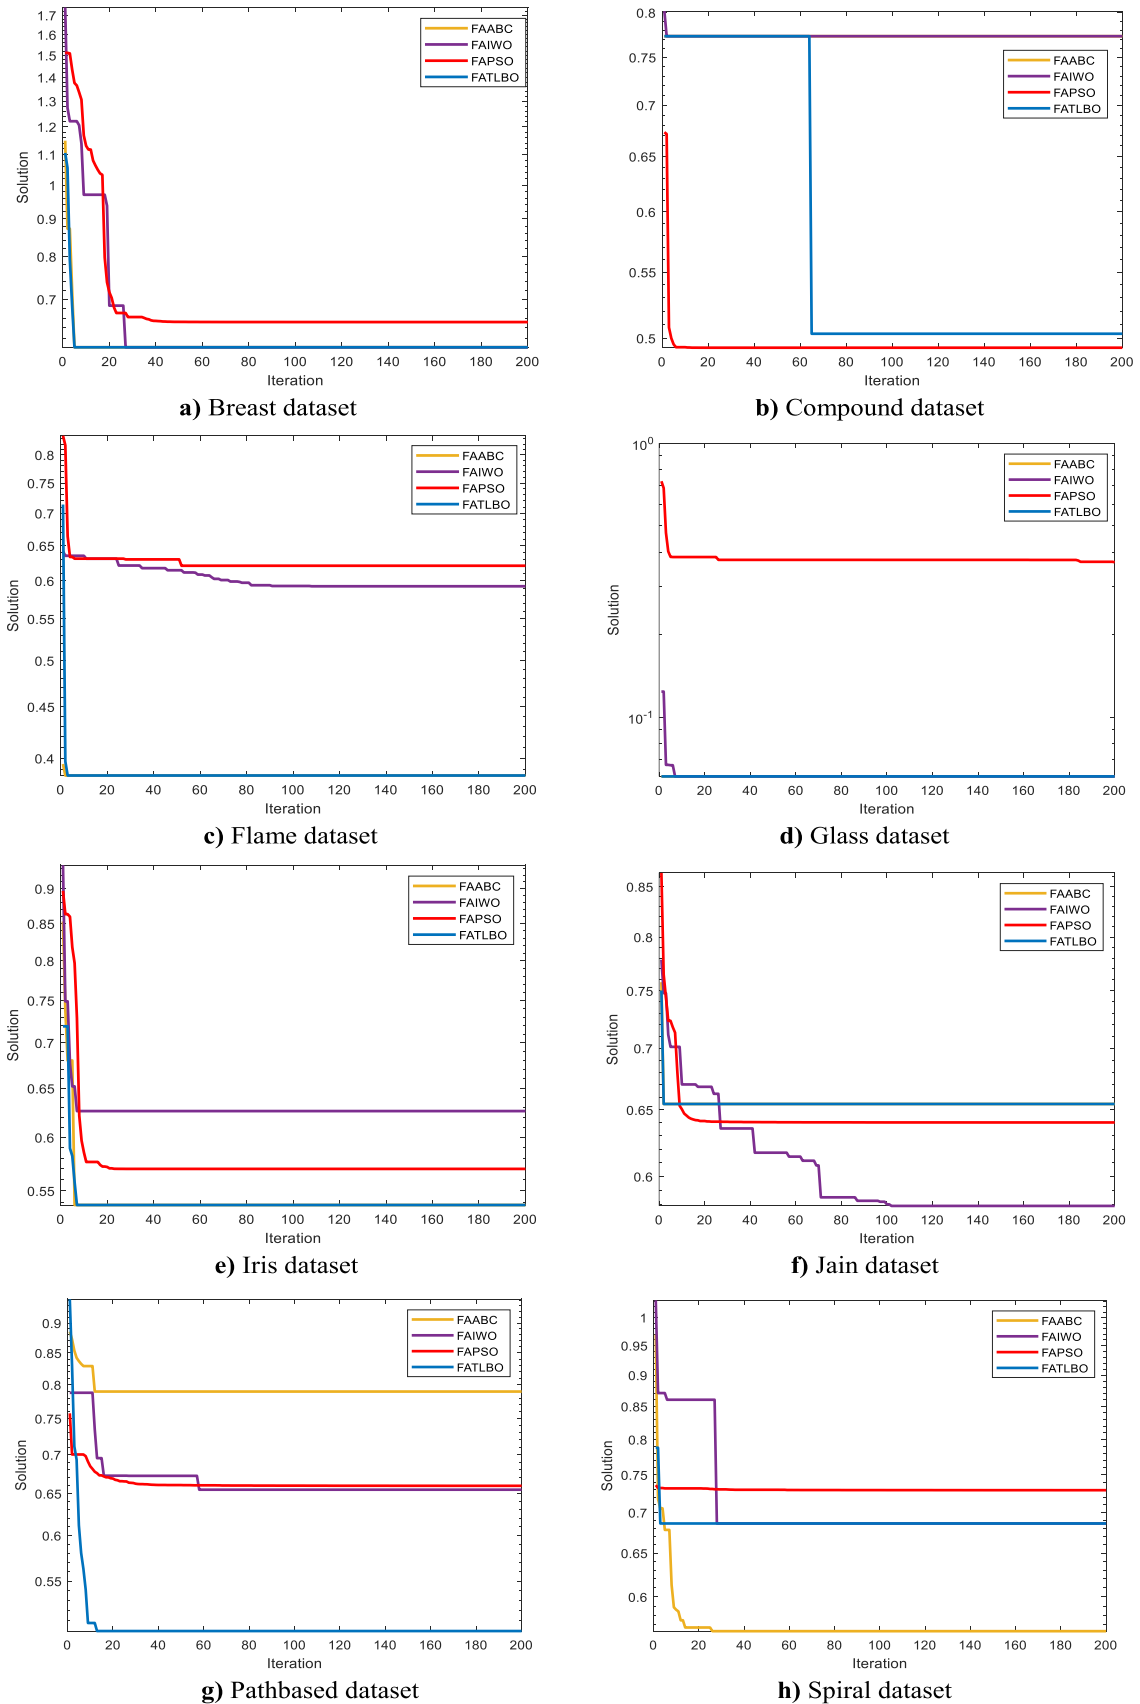 1.7
1.6
1.5
1.4
1.3
1.2
1.1
1
0.9
0.8
0.7
Solution
0 20 40 60 80 100 120 140 160 180 200
Iteration
FAABC
FAIWO
FAPSO
FATLBO
a) Breast dataset
0.8
0.75
0.7
0.65
0.6
0.55
0.5
Solution
0 20 40 60 80 100 120 140 160 180 200
Iteration
FAABC
FAIWO
FAPSO
FATLBO
b) Compound dataset
0.8
0.75
0.7
0.65
0.6
0.55
0.5
0.45
0.4
Solution
0 20 40 60 80 100 120 140 160 180 200
Iteration
FAABC
FAIWO
FAPSO
FATLBO
c) Flame dataset
10^0
10^-1
Solution
0 20 40 60 80 100 120 140 160 180 200
Iteration
FAABC
FAIWO
FAPSO
FATLBO
d) Glass dataset
0.9
0.85
0.8
0.75
0.7
0.65
0.6
0.55
Solution
0 20 40 60 80 100 120 140 160 180 200
Iteration
FAABC
FAIWO
FAPSO
FATLBO
e) Iris dataset
0.85
0.8
0.75
0.7
0.65
0.6
Solution
0 20 40 60 80 100 120 140 160 180 200
Iteration
FAABC
FAIWO
FAPSO
FATLBO
f) Jain dataset
0.9
0.85
0.8
0.75
0.7
0.65
0.6
0.55
Solution
0 20 40 60 80 100 120 140 160 180 200
Iteration
FAABC
FAIWO
FAPSO
FATLBO
g) Pathbased dataset
1
0.95
0.9
0.85
0.8
0.75
0.7
0.65
0.6
Solution
0 20 40 60 80 100 120 140 160 180 200
Iteration
FAABC
FAIWO
FAPSO
FATLBO
h) Spiral dataset